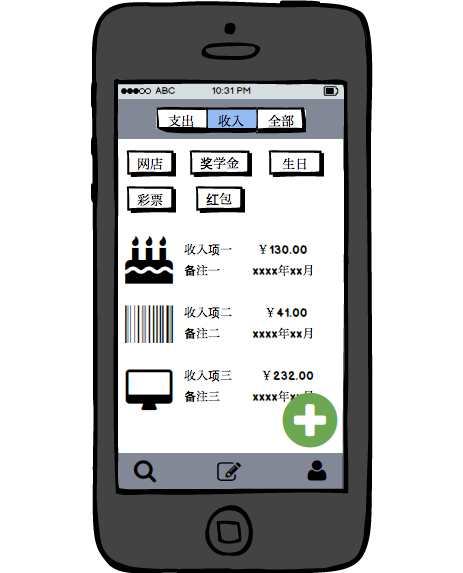 ABC 10:31 PM
支出 收入 全部
网店 奖学金 生日
彩票 红包
收入项一 ￥130.00
备注一 xxxx年xx月
收入项二 ￥41.00
备注二 xxxx年xx月
收入项三 ￥232.00
备注三 xxxx年xx月